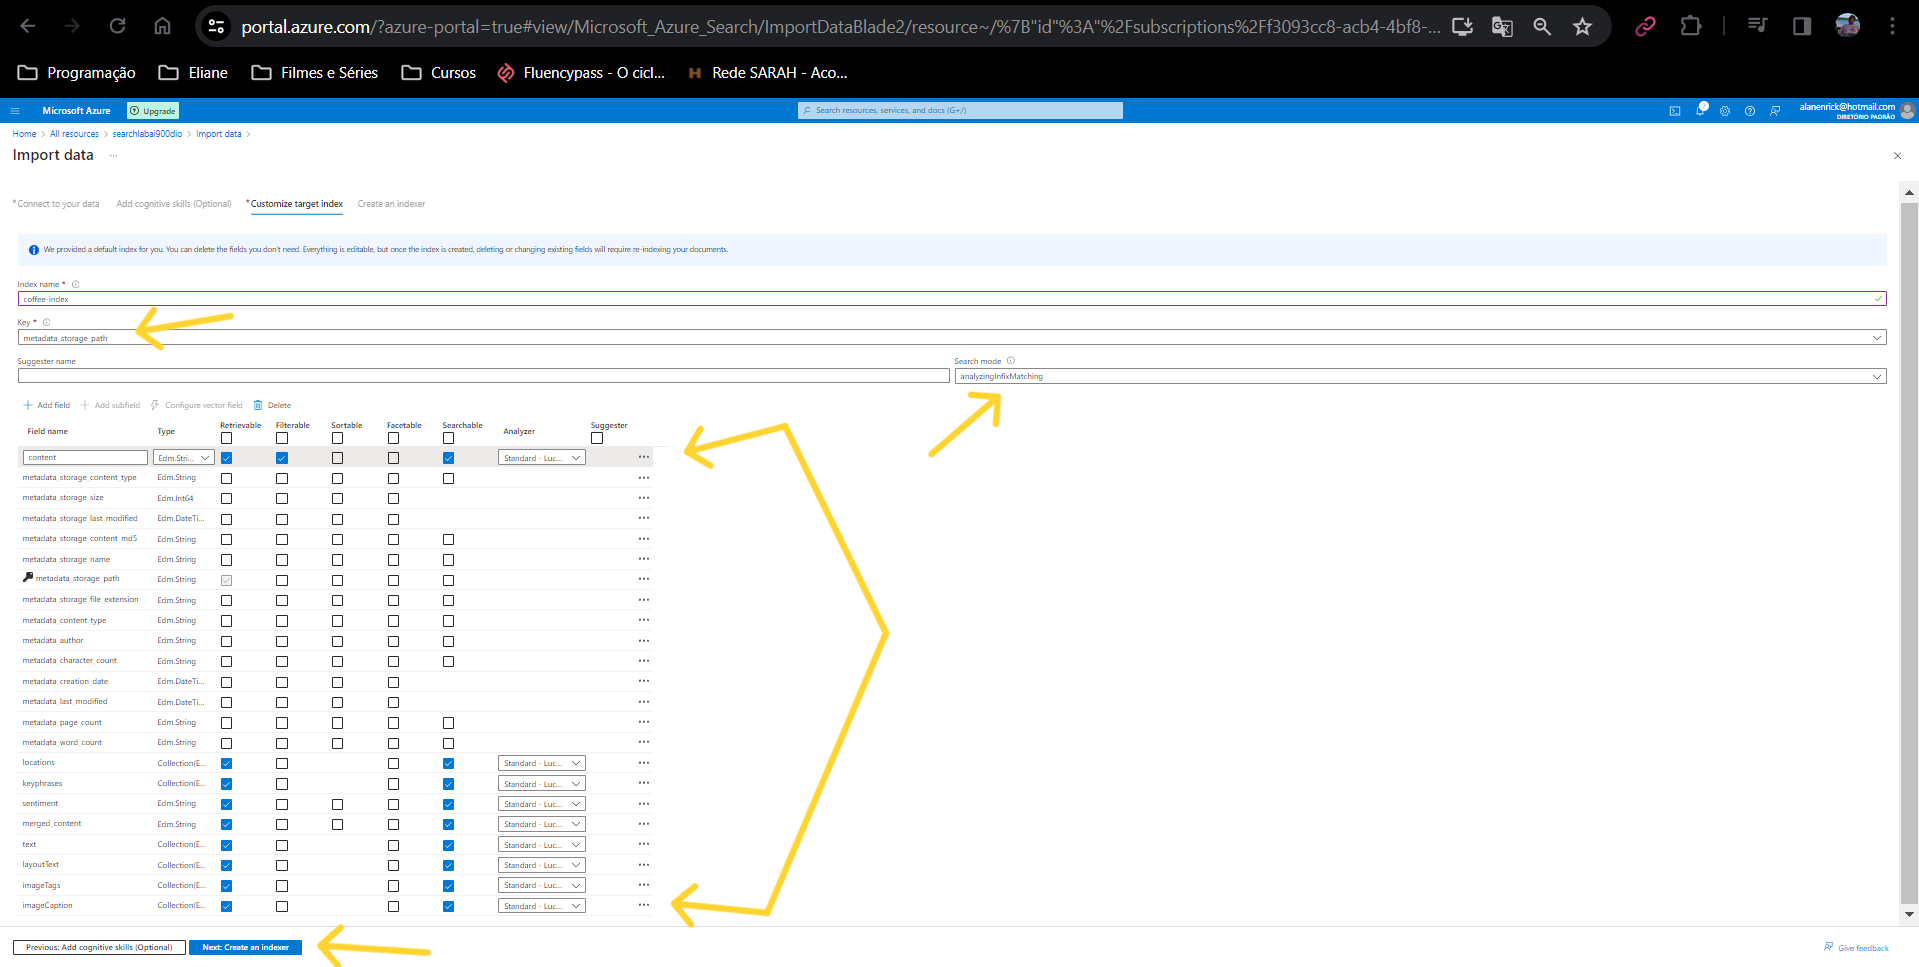 portal.azure.com/?azure-portal=true#view/Microsoft_Azure_Search/ImportDataBlade2/resource~/%7B"id"%3A"%2Fsubscriptions%2Ff3093cc8-acb4-4bf8-...
Programação Eliane Filmes e Séries Cursos Fluencypass - O cicl... Rede SARAH - Aco...
Microsoft Azure Upgrade Search resources, services, and docs (G+/) alanenrick@hotmail.com
DIRETÓRIO PADRÃO
Home > All resources > searchlabai900dio > Import data >
Import data ...
* Connect to your data Add cognitive skills (Optional) * Customize target index Create an indexer
We provided a default index for you. You can delete the fields you don't need. Everything is editable, but once the index is created, deleting or changing existing fields will require re-indexing your documents.
Index name *
coffee-index
Key *
metadata_storage_path
Suggester name Search mode
analyzingInfixMatching
Add field Add subfield Configure vector field Delete
Field name Type Retrievable Filterable Sortable Facetable Searchable Analyzer Suggester
content Edm.Stri... Standard - Luc... ...
metadata_storage_content_type Edm.String ...
metadata_storage_size Edm.Int64 ...
metadata_storage_last_modified Edm.DateTi... ...
metadata_storage_content_md5 Edm.String ...
metadata_storage_name Edm.String ...
metadata_storage_path Edm.String ...
metadata_storage_file_extension Edm.String ...
metadata_content_type Edm.String ...
metadata_author Edm.String ...
metadata_character_count Edm.String ...
metadata_creation_date Edm.DateTi... ...
metadata_last_modified Edm.DateTi... ...
metadata_page_count Edm.String ...
metadata_word_count Edm.String ...
locations Collection(E... Standard - Luc... ...
keyphrases Collection(E... Standard - Luc... ...
sentiment Edm.String Standard - Luc... ...
merged_content Edm.String Standard - Luc... ...
text Collection(E... Standard - Luc... ...
layoutText Collection(E... Standard - Luc... ...
imageTags Collection(E... Standard - Luc... ...
imageCaption Collection(E... Standard - Luc... ...
Previous: Add cognitive skills (Optional) Next: Create an indexer Give feedback